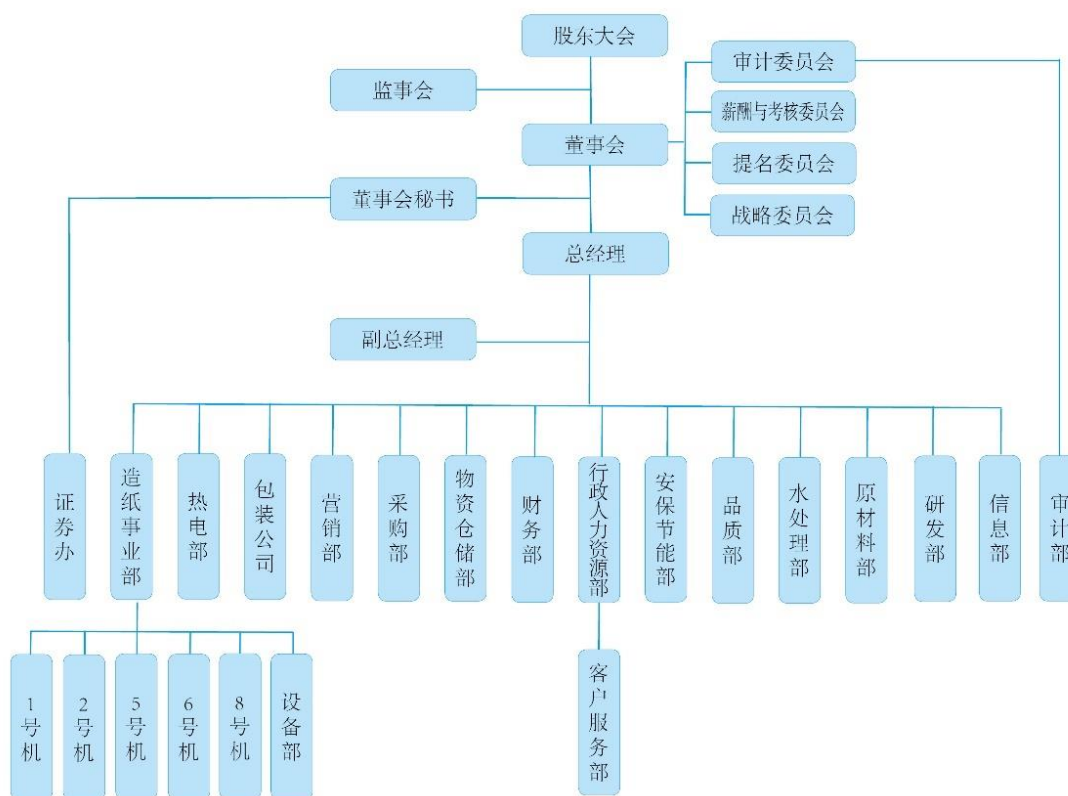 股东大会
审计委员会
监事会
薪酬与考核委员会
董事会
提名委员会
董事会秘书
战略委员会
总经理
副总经理
证券办
造纸事业部
热电部
包装公司
营销部
采购部
物资仓储部
财务部
行政人力资源部
安保节能部
品质部
水处理部
原材料部
研发部
信息部
审计部
1号机
2号机
5号机
6号机
8号机
设备部
客户服务部